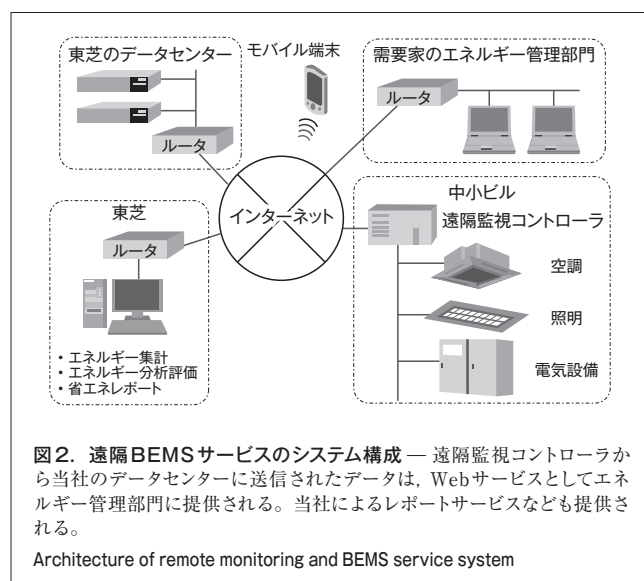 東芝のデータセンター
モバイル端末
需要家のエネルギー管理部門
ルータ
ルータ
インターネット
東芝
ルータ
・エネルギー集計
・エネルギー分析評価
・省エネレポート
中小ビル
遠隔監視コントローラ
空調
照明
電気設備
図2. 遠隔BEMSサービスのシステム構成 — 遠隔監視コントローラか
ら当社のデータセンターに送信されたデータは，Webサービスとしてエネ
ルギー管理部門に提供される。当社によるレポートサービスなども提供さ
れる。
Architecture of remote monitoring and BEMS service system